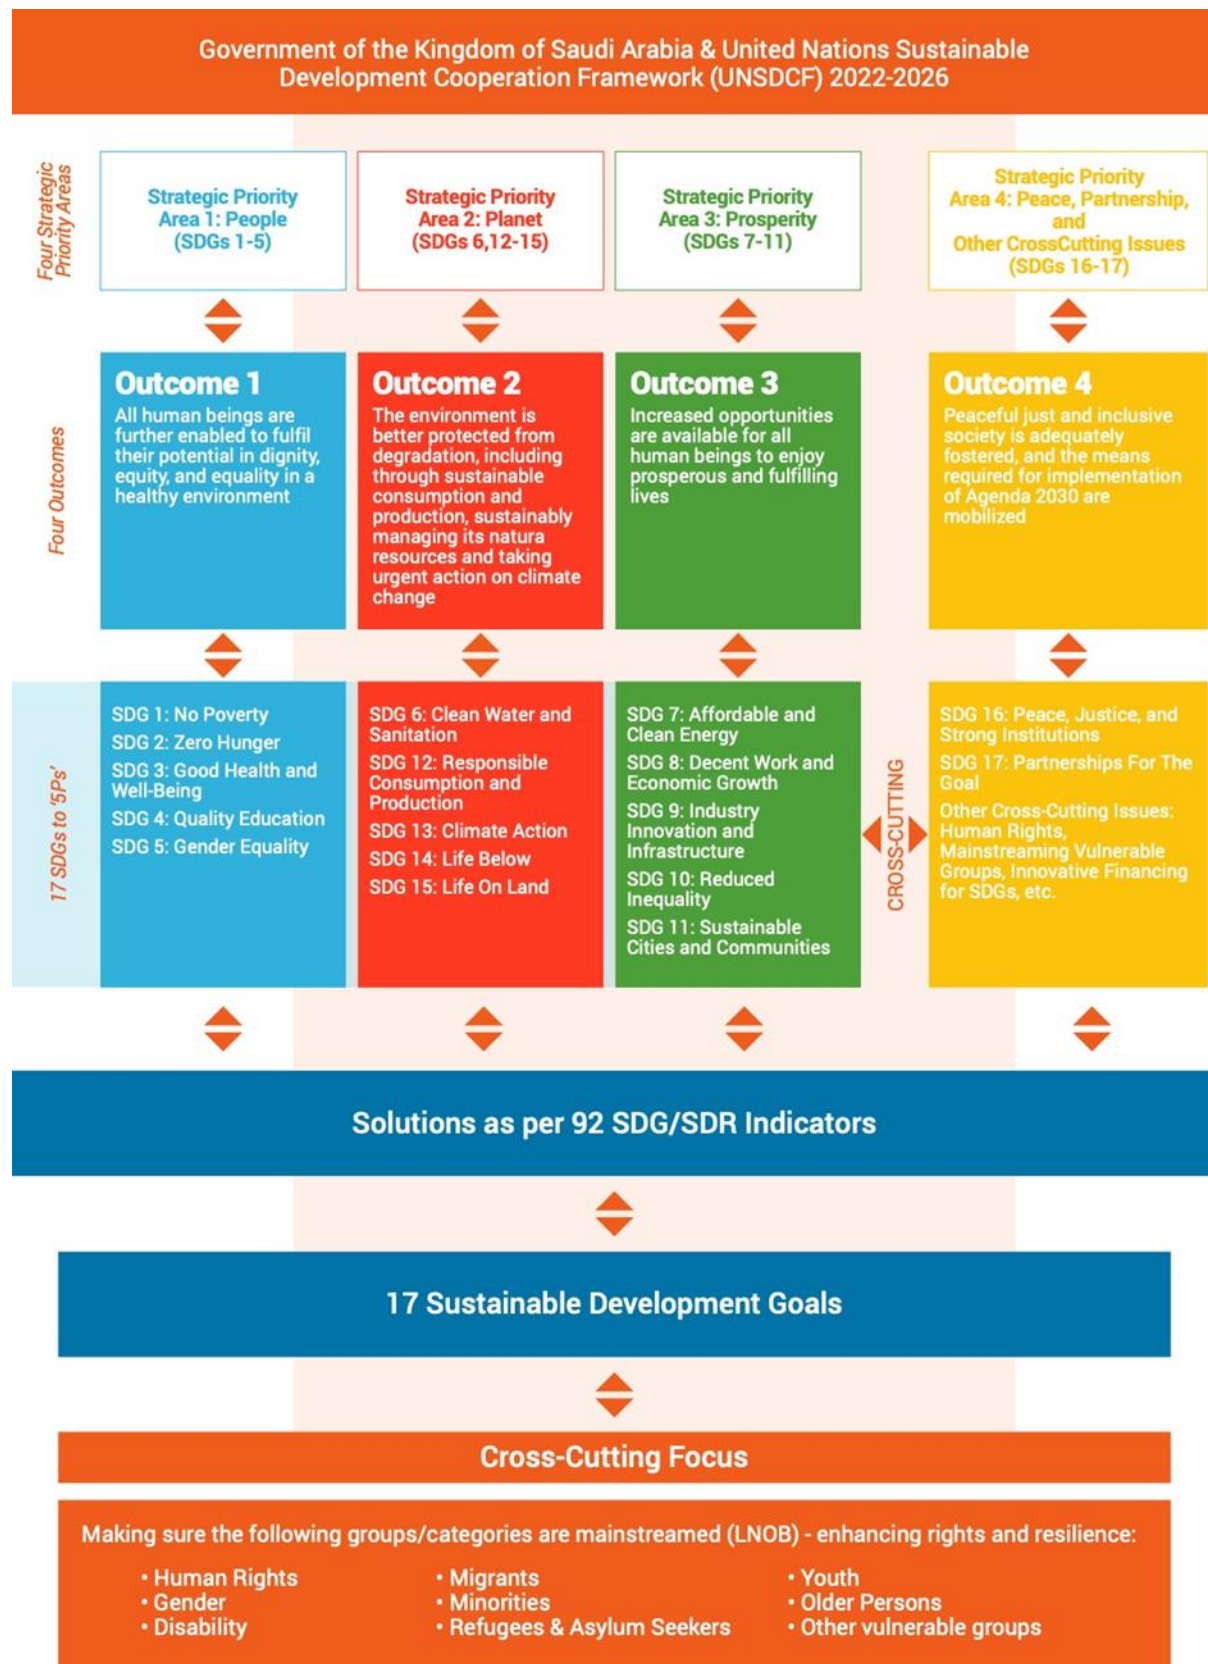 Government of the Kingdom of Saudi Arabia & United Nations Sustainable
Development Cooperation Framework (UNSDCF) 2022-2026
Four Strategic
Priority Areas
Strategic Priority
Area 1: People
(SDGs 1-5)
Strategic Priority
Area 2: Planet
(SDGs 6,12-15)
Strategic Priority
Area 3: Prosperity
(SDGs 7-11)
Strategic Priority
Area 4: Peace, Partnership,
and
Other CrossCutting Issues
(SDGs 16-17)
Four Outcomes
Outcome 1
All human beings are
further enabled to fulfil
their potential in dignity,
equity, and equality in a
healthy environment
Outcome 2
The environment is
better protected from
degradation, including
through sustainable
consumption and
production, sustainably
managing its natura
resources and taking
urgent action on climate
change
Outcome 3
Increased opportunities
are available for all
human beings to enjoy
prosperous and fulfilling
lives
Outcome 4
Peaceful just and inclusive
society is adequately
fostered, and the means
required for implementation
of Agenda 2030 are
mobilized
17 SDGs to '5Ps'
SDG 1: No Poverty
SDG 2: Zero Hunger
SDG 3: Good Health and
Well-Being
SDG 4: Quality Education
SDG 5: Gender Equality
SDG 6: Clean Water and
Sanitation
SDG 12: Responsible
Consumption and
Production
SDG 13: Climate Action
SDG 14: Life Below
SDG 15: Life On Land
SDG 7: Affordable and
Clean Energy
SDG 8: Decent Work and
Economic Growth
SDG 9: Industry
Innovation and
Infrastructure
SDG 10: Reduced
Inequality
SDG 11: Sustainable
Cities and Communities
CROSS-CUTTING
SDG 16: Peace, Justice, and
Strong Institutions
SDG 17: Partnerships For The
Goal
Other Cross-Cutting Issues:
Human Rights,
Mainstreaming Vulnerable
Groups, Innovative Financing
for SDGs, etc.
Solutions as per 92 SDG/SDR Indicators
17 Sustainable Development Goals
Cross-Cutting Focus
Making sure the following groups/categories are mainstreamed (LNOB) - enhancing rights and resilience:
• Human Rights
• Gender
• Disability
• Migrants
• Minorities
• Refugees & Asylum Seekers
• Youth
• Older Persons
• Other vulnerable groups